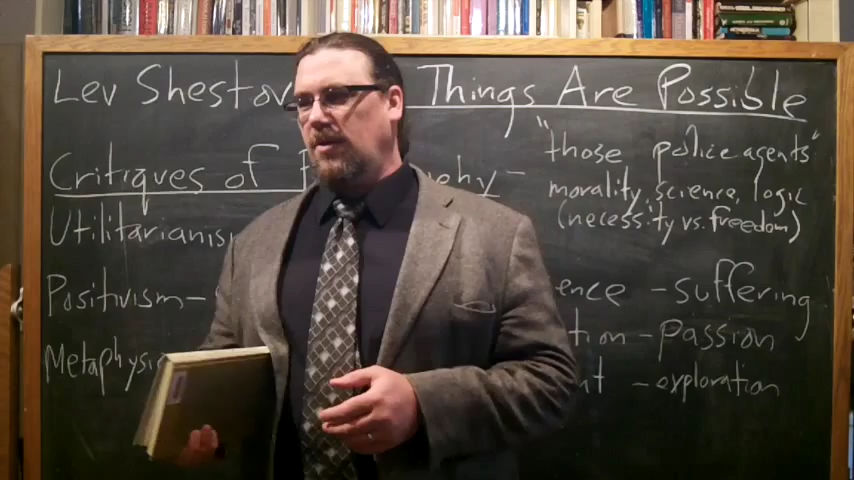 Lev Shestov Things Are Possible
Critiques of
Utilitarianis
Positivism -
Metaphysi
"those police agents"
morality, science, logic
(necessity vs. freedom)
ence - suffering
tion - passion
nt - exploration